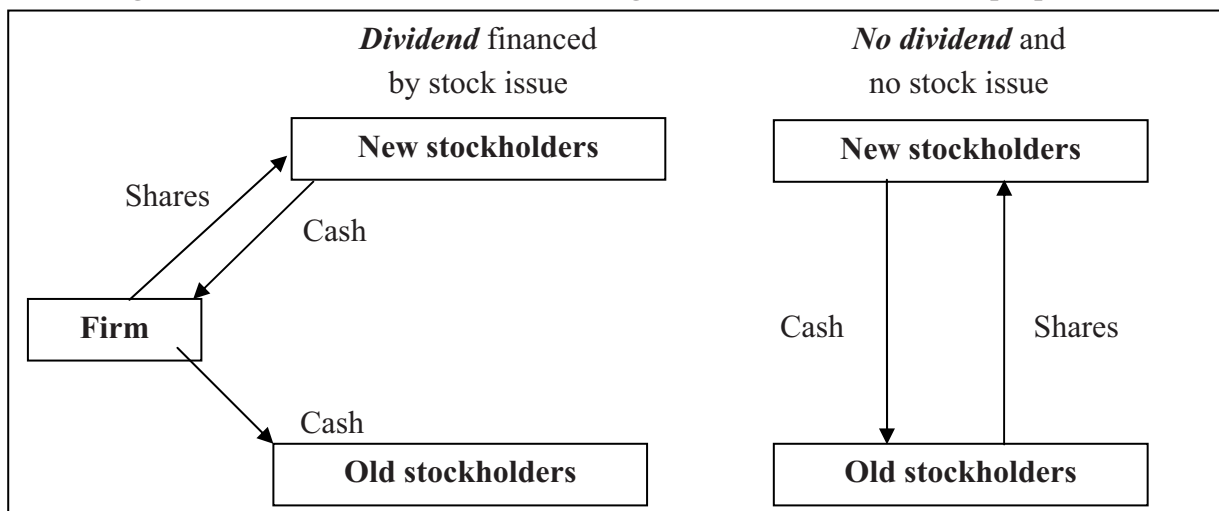 Dividend financed
by stock issue
No dividend and
no stock issue
New stockholders
New stockholders
Shares
Cash
Firm
Cash
Shares
Cash
Old stockholders
Old stockholders